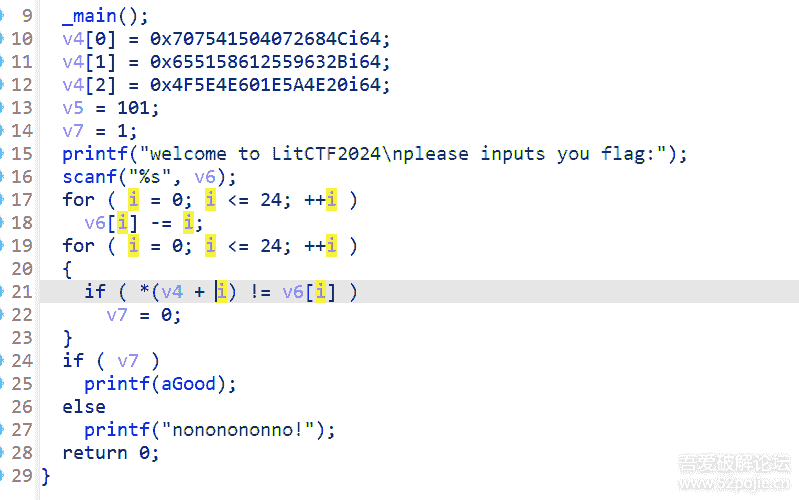 9 _main();
10 v4[0] = 0x707541504072684Ci64;
11 v4[1] = 0x655158612559632Bi64;
12 v4[2] = 0x4F5E4E601E5A4E20i64;
13 v5 = 101;
14 v7 = 1;
15 printf("welcome to LitCTF2024\nplease inputs you flag:");
16 scanf("%s", v6);
17 for ( i = 0; i <= 24; ++i )
18 v6[i] -= i;
19 for ( i = 0; i <= 24; ++i )
20 {
21 if ( *(v4 + i) != v6[i] )
22 v7 = 0;
23 }
24 if ( v7 )
25 printf(aGood);
26 else
27 printf("nonononqnno!");
28 return 0;
29 }
吾爱破解论坛
www.52pojie.cn